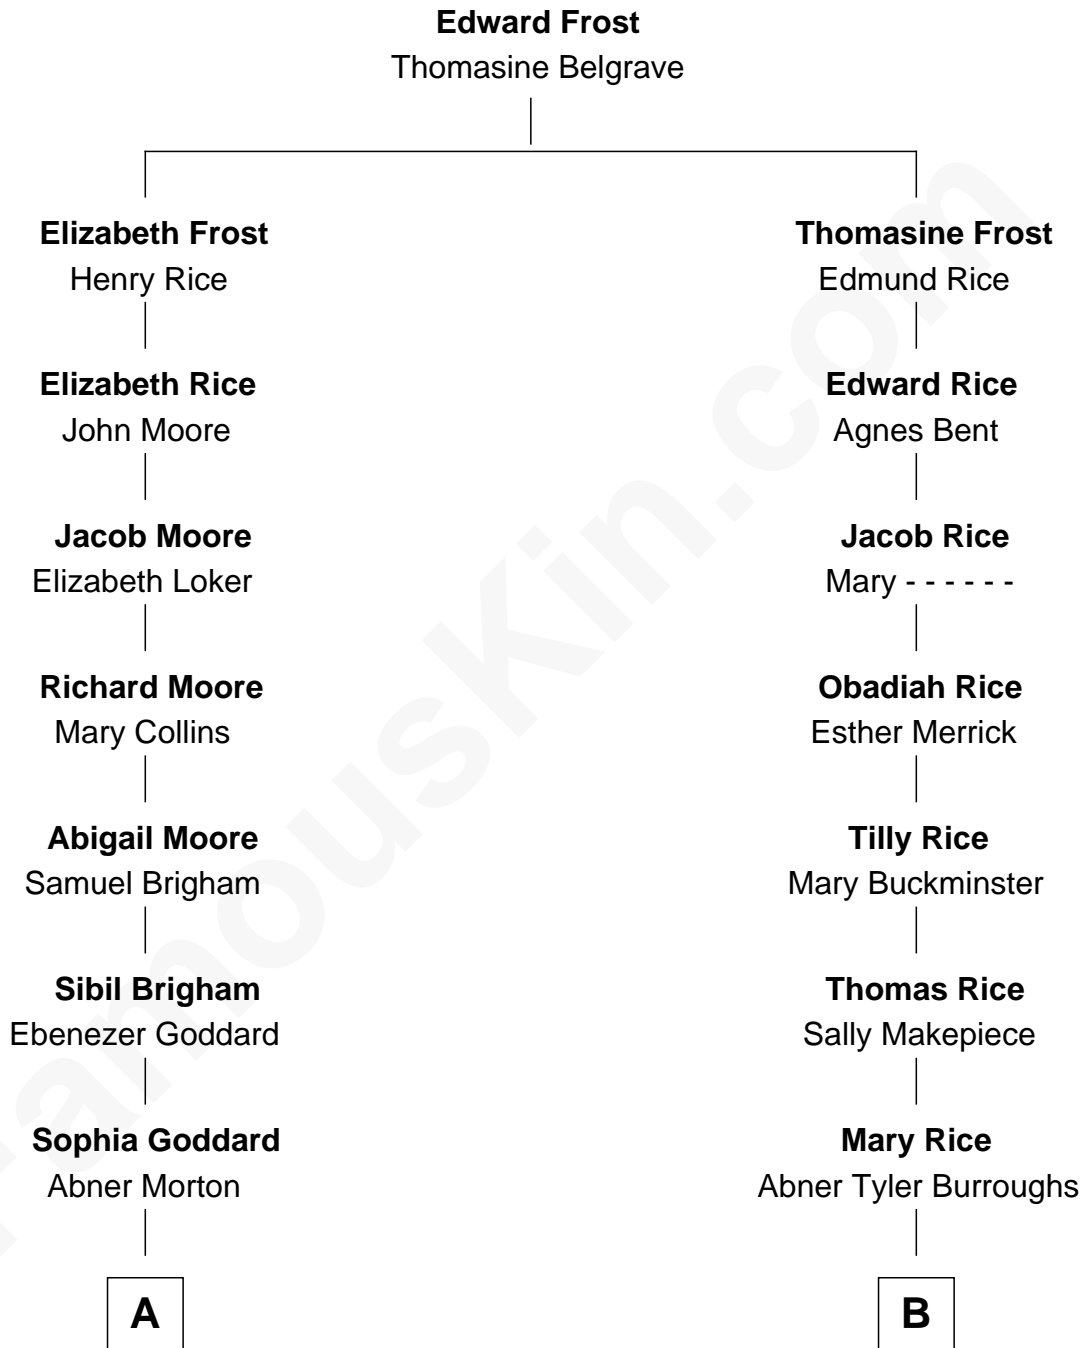 Edward Frost
Thomasine Belgrave
Elizabeth Frost
Henry Rice
Thomasine Frost
Edmund Rice
Elizabeth Rice
John Moore
Edward Rice
Agnes Bent
Jacob Moore
Elizabeth Loker
Jacob Rice
Mary - - - - - -
Richard Moore
Mary Collins
Obadiah Rice
Esther Merrick
Abigail Moore
Samuel Brigham
Tilly Rice
Mary Buckminster
Sibil Brigham
Ebenezer Goddard
Thomas Rice
Sally Makepiece
Sophia Goddard
Abner Morton
Mary Rice
Abner Tyler Burroughs
A
B
FamousKin.com